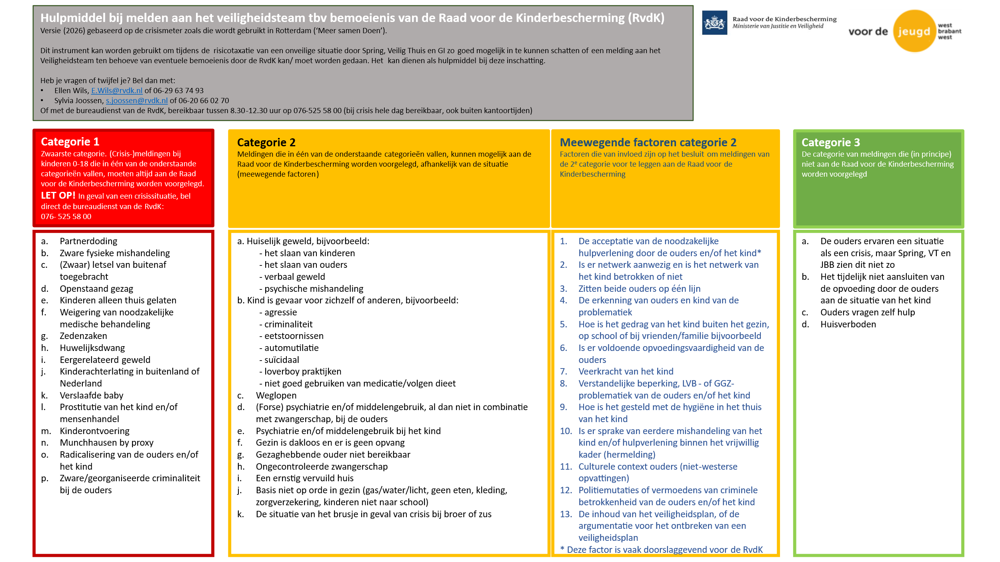 Hulpmiddel bij melden aan het veiligheidsteam tbv bemoeienis van de Raad voor de Kinderbescherming (RvdK)
Versie (2026) gebaseerd op de crisismeter zoals die wordt gebruikt in Rotterdam (‘Meer samen Doen’).
Dit instrument kan worden gebruikt om tijdens de risicotaxatie van een onveilige situatie door Spring, Veilig Thuis en GI zo goed mogelijk in te kunnen schatten of een melding aan het
Veiligheidsteam ten behoeve van eventuele bemoeienis door de RvdK kan/ moet worden gedaan. Het kan dienen als hulpmiddel bij deze inschatting.
Heb je vragen of twijfel je? Bel dan met:
• Ellen Wils, E.Wils@rvdk.nl of 06-29 63 74 93
• Sylvia Joossen, s.joossen@rvdk.nl of 06-20 66 02 70
Of met de bureaudienst van de RvdK, bereikbaar tussen 8.30-12.30 uur op 076-525 58 00 (bij crisis hele dag bereikbaar, ook buiten kantoortijden)
Raad voor de Kinderbescherming
Ministerie van Justitie en Veiligheid
voor de jeugd
west
brabant
west
Categorie 1
Zwaarste categorie. (Crisis-)meldingen bij
kinderen 0-18 die in één van de onderstaande
categorieën vallen, moeten altijd aan de Raad
voor de Kinderbescherming worden voorgelegd.
LET OP! In geval van een crisissituatie, bel
direct de bureaudienst van de RvdK:
076- 525 58 00
a. Partnerdoding
b. Zware fysieke mishandeling
c. (Zwaar) letsel van buitenaf
toegebracht
d. Openstaand gezag
e. Kinderen alleen thuis gelaten
f. Weigering van noodzakelijke
medische behandeling
g. Zedenzaken
h. Huwelijksdwang
i. Eergerelateerd geweld
j. Kinderachterlating in buitenland of
Nederland
k. Verslaafde baby
l. Prostitutie van het kind en/of
mensenhandel
m. Kinderontvoering
n. Munchhausen by proxy
o. Radicalisering van de ouders en/of
het kind
p. Zware/georganiseerde criminaliteit
bij de ouders
Categorie 2
Meldingen die in één van de onderstaande categorieën vallen, kunnen mogelijk aan de
Raad voor de Kinderbescherming worden voorgelegd, afhankelijk van de situatie
(meewegende factoren)
a. Huiselijk geweld, bijvoorbeeld:
- het slaan van kinderen
- het slaan van ouders
- verbaal geweld
- psychische mishandeling
b. Kind is gevaar voor zichzelf of anderen, bijvoorbeeld:
- agressie
- criminaliteit
- eetstoornissen
- automutilatie
- suïcidaal
- loverboy praktijken
- niet goed gebruiken van medicatie/volgen dieet
c. Weglopen
d. (Forse) psychiatrie en/of middelengebruik, al dan niet in combinatie
met zwangerschap, bij de ouders
e. Psychiatrie en/of middelengebruik bij het kind
f. Gezin is dakloos en er is geen opvang
g. Gezaghebbende ouder niet bereikbaar
h. Ongecontroleerde zwangerschap
i. Een ernstig vervuild huis
j. Basis niet op orde in gezin (gas/water/licht, geen eten, kleding,
zorgverzekering, kinderen niet naar school)
k. De situatie van het brusje in geval van crisis bij broer of zus
Meewegende factoren categorie 2
Factoren die van invloed zijn op het besluit om meldingen van
de 2e categorie voor te leggen aan de Raad voor de
Kinderbescherming
1. De acceptatie van de noodzakelijke
hulpverlening door de ouders en/of het kind*
2. Is er netwerk aanwezig en is het netwerk van
het kind betrokken of niet
3. Zitten beide ouders op één lijn
4. De erkenning van ouders en kind van de
problematiek
5. Hoe is het gedrag van het kind buiten het gezin,
op school of bij vrienden/familie bijvoorbeeld
6. Is er voldoende opvoedingsvaardigheid van de
ouders
7. Veerkracht van het kind
8. Verstandelijke beperking, LVB - of GGZ-
problematiek van de ouders en/of het kind
9. Hoe is het gesteld met de hygiëne in het thuis
van het kind
10. Is er sprake van eerdere mishandeling van het
kind en/of hulpverlening binnen het vrijwillig
kader (hermelding)
11. Culturele context ouders (niet-westerse
opvattingen)
12. Politiemutaties of vermoedens van criminele
betrokkenheid van de ouders en/of het kind
13. De inhoud van het veiligheidsplan, of de
argumentatie voor het ontbreken van een
veiligheidsplan
* Deze factor is vaak doorslaggevend voor de RvdK
Categorie 3
De categorie van meldingen die (in principe)
niet aan de Raad voor de Kinderbescherming
worden voorgelegd
a. De ouders ervaren een situatie
als een crisis, maar Spring, VT en
JBB zien dit niet zo
b. Het tijdelijk niet aansluiten van
de opvoeding door de ouders
aan de situatie van het kind
c. Ouders vragen zelf hulp
d. Huisverboden